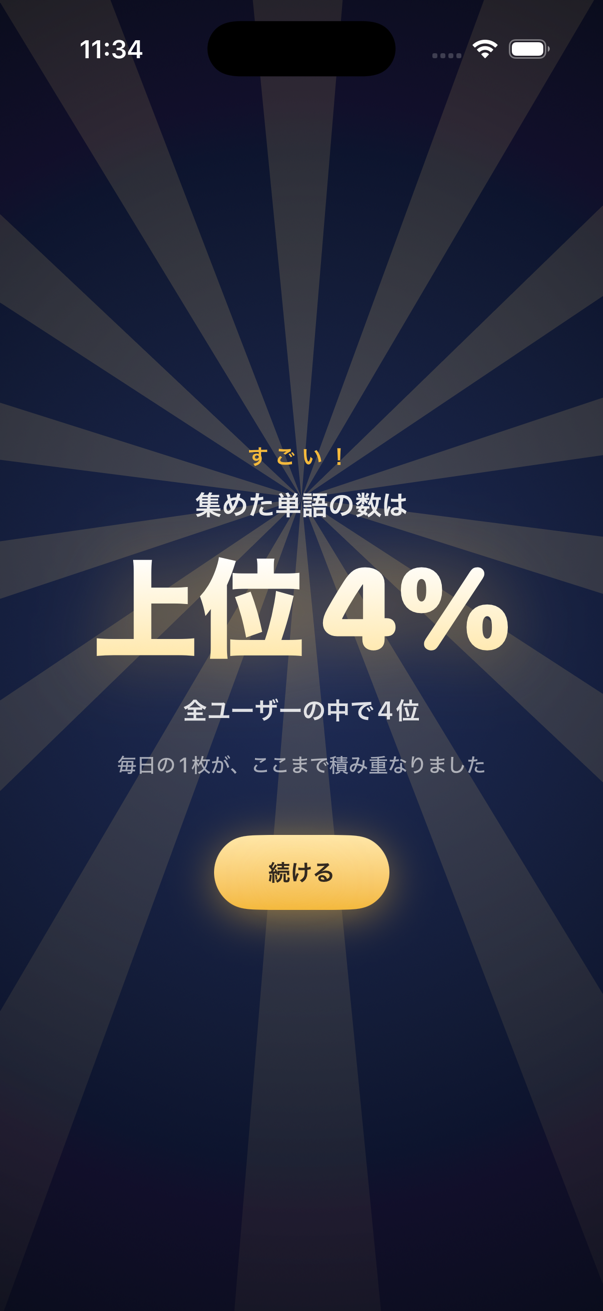 11:34
すごい！
集めた単語の数は
上位4%
全ユーザーの中で4位
毎日の1枚が、ここまで積み重なりました
続ける